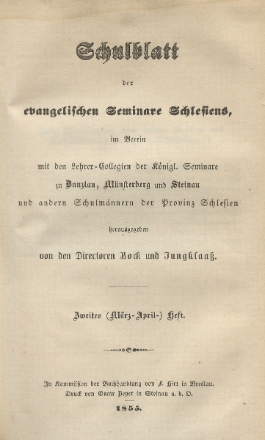 Schulblatt
der
evangelischen Seminare Schlesiens,
im Verein
mit den Lehrer-Collegien der Königl. Seminare
zu Bunzlau, Münsterberg und Steinau
und andern Schulmännern der Provinz Schlesien
herausgegeben
von den Directoren Bock und Jungklaaß.
Zweites (März-April-) Heft.
In Kommission der Buchhandlung von F. Hirt in Breslau.
Druck von Oscar in Steinau a. d. O.
1855.